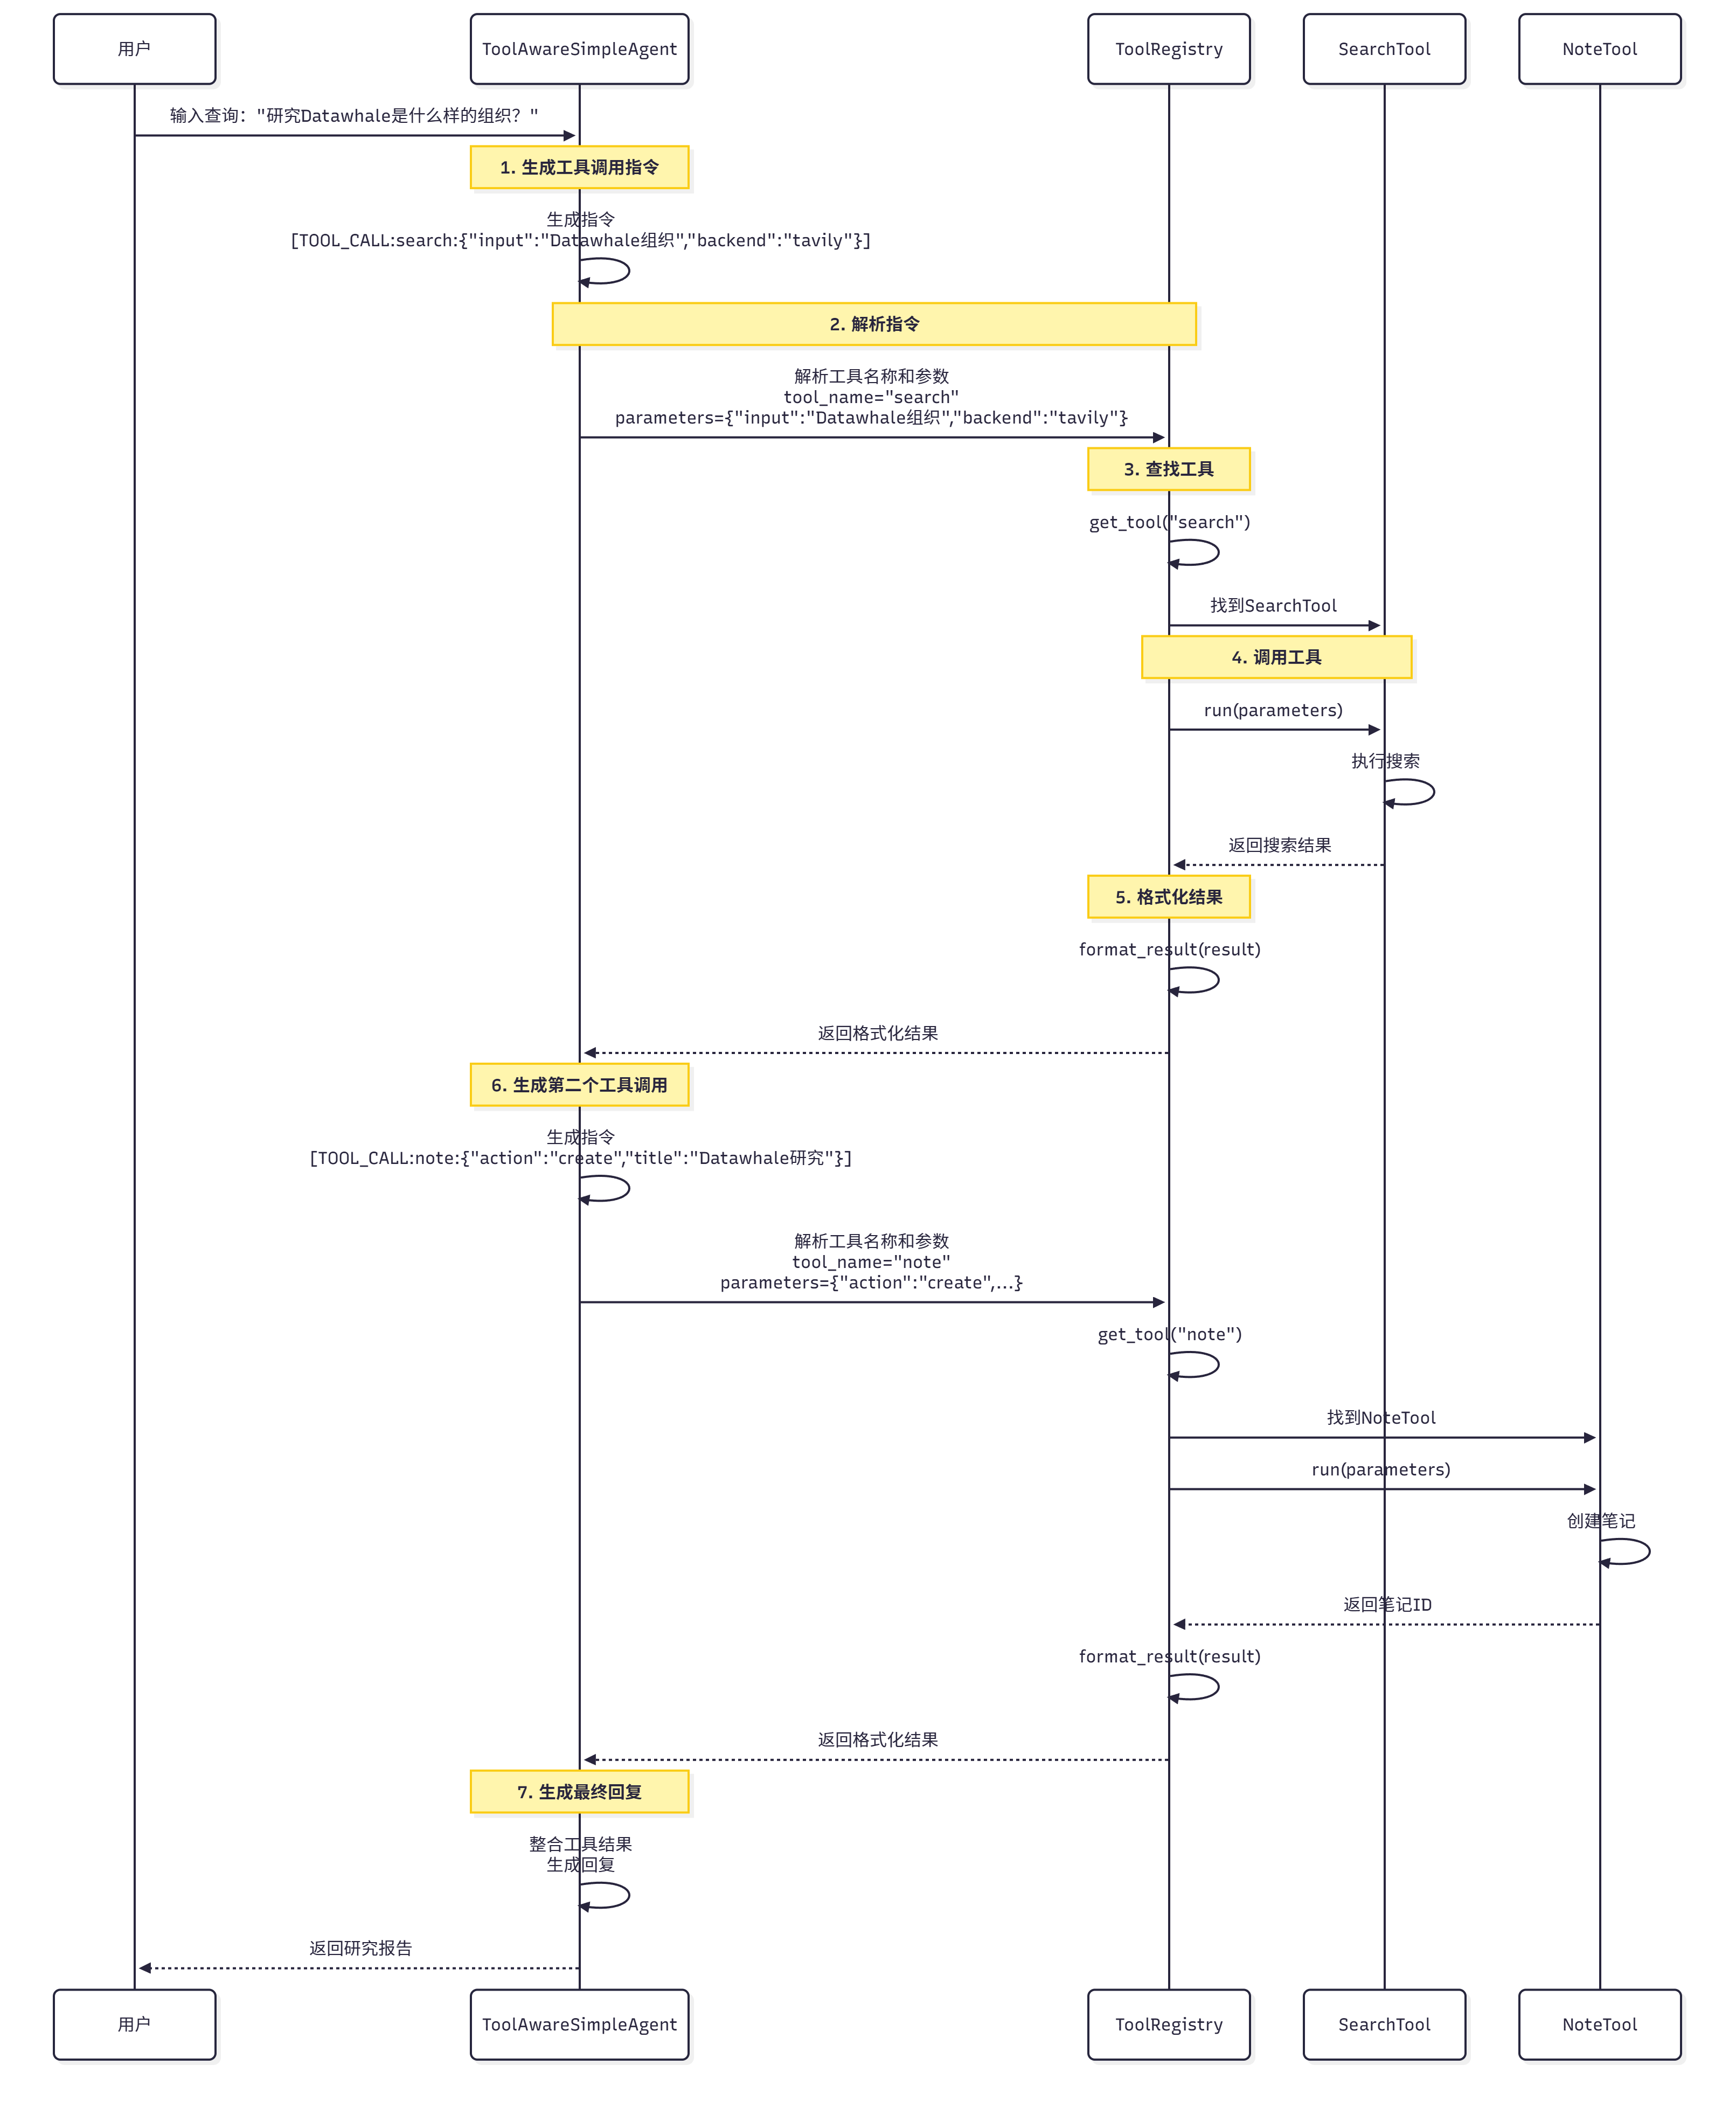 用户
ToolAwareSimpleAgent
ToolRegistry
SearchTool
NoteTool
输入查询："研究Datawhale是什么样的组织？"
1. 生成工具调用指令
生成指令
[TOOL_CALL:search:{"input":"Datawhale组织","backend":"tavily"}]
2. 解析指令
解析工具名称和参数
tool_name="search"
parameters={"input":"Datawhale组织","backend":"tavily"}
3. 查找工具
get_tool("search")
找到SearchTool
4. 调用工具
run(parameters)
执行搜索
返回搜索结果
5. 格式化结果
format_result(result)
返回格式化结果
6. 生成第二个工具调用
生成指令
[TOOL_CALL:note:{"action":"create","title":"Datawhale研究"}]
解析工具名称和参数
tool_name="note"
parameters={"action":"create",...}
get_tool("note")
找到NoteTool
run(parameters)
创建笔记
返回笔记ID
format_result(result)
返回格式化结果
7. 生成最终回复
整合工具结果
生成回复
返回研究报告
用户
ToolAwareSimpleAgent
ToolRegistry
SearchTool
NoteTool